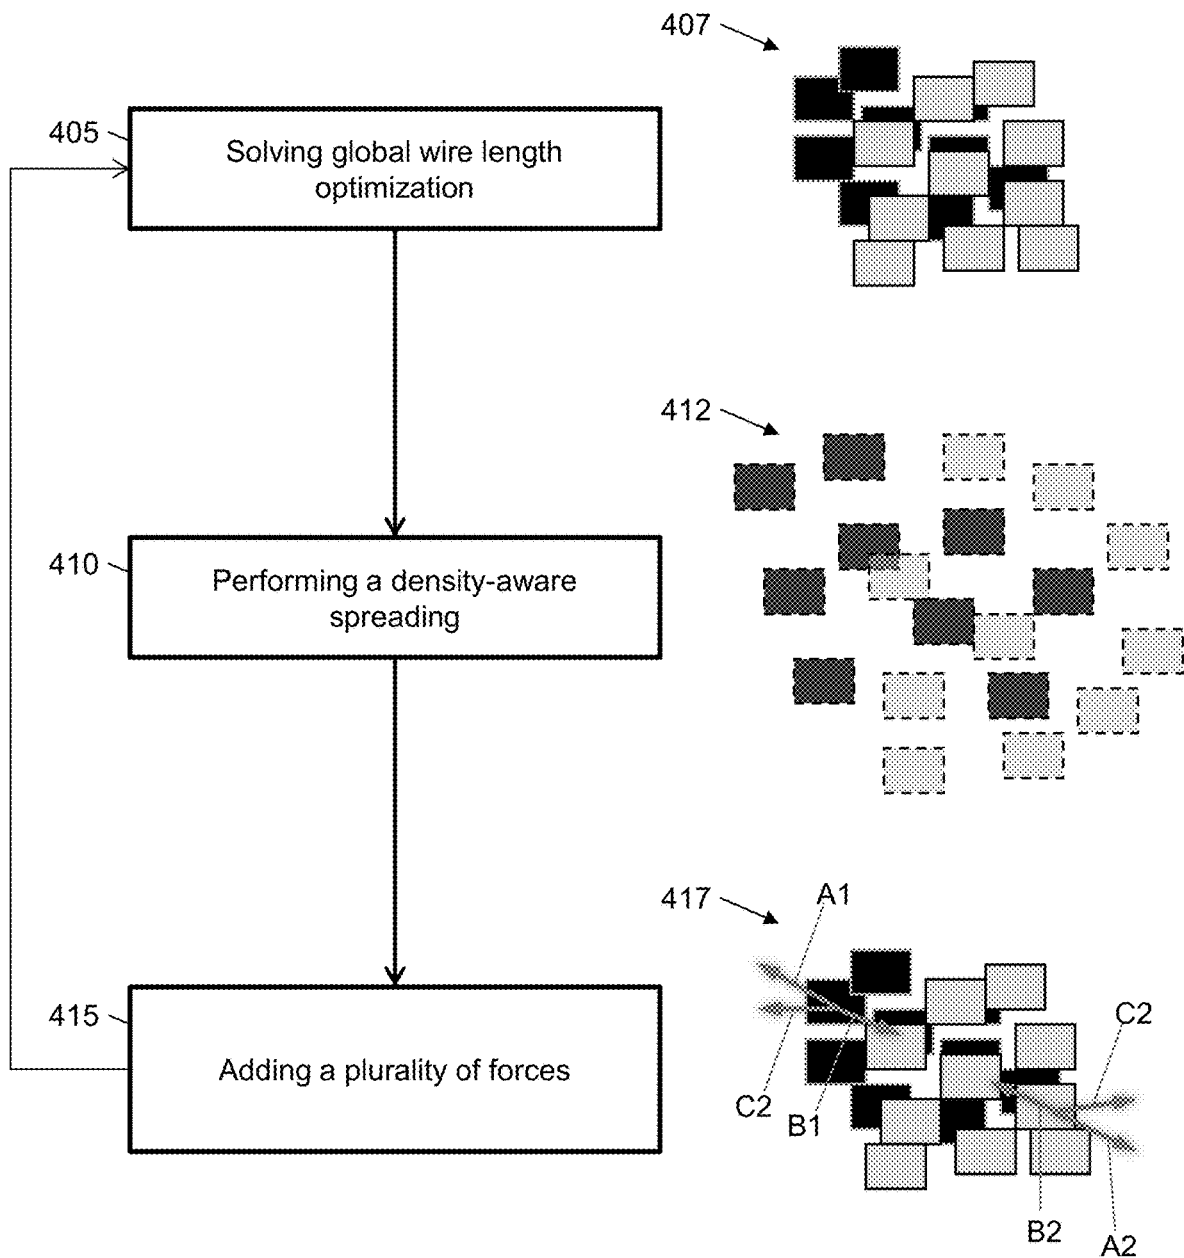 407
405
Solving global wire length
optimization
412
410
Performing a density-aware
spreading
417
A1
415
Adding a plurality of forces
C2
C2
B1
B2
A2